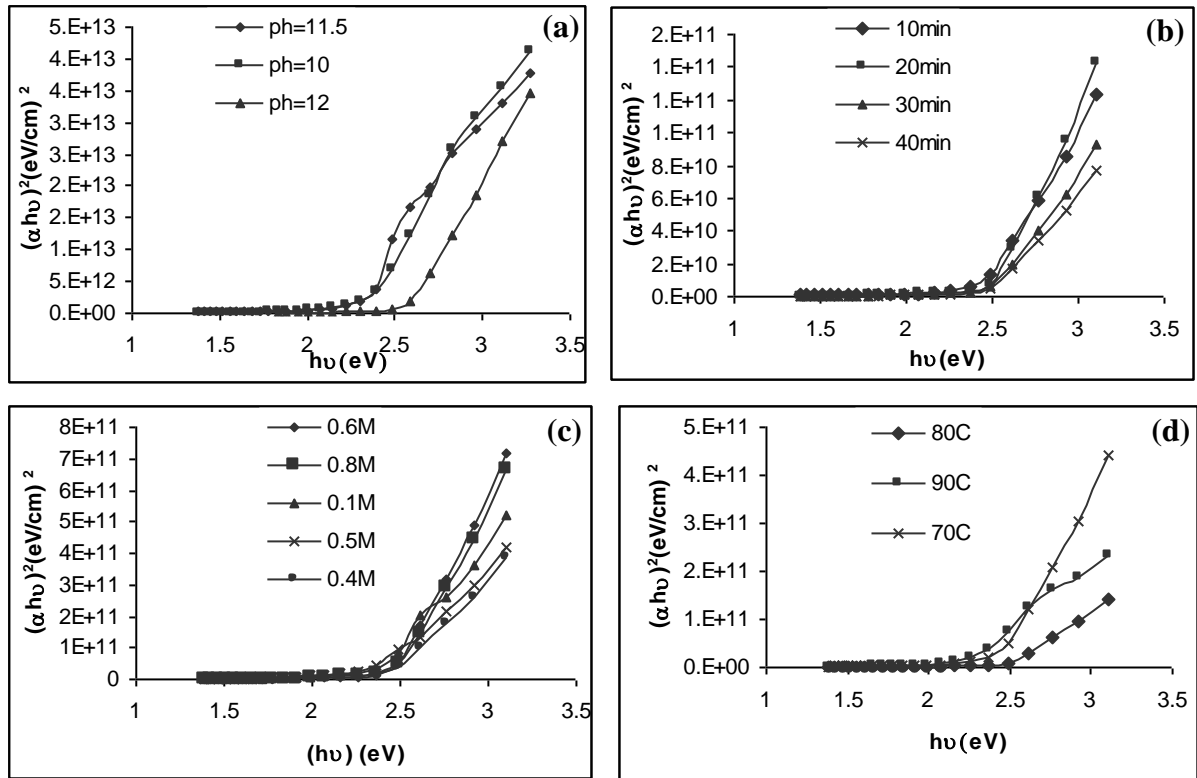 (a)
ph=11.5
ph=10
ph=12
5.E+13
4.E+13
4.E+13
3.E+13
3.E+13
2.E+13
2.E+13
1.E+13
1.E+13
5.E+12
0.E+00
(αhυ)²(eV/cm)²
1 1.5 2 2.5 3 3.5
hυ(eV)
(b)
10min
20min
30min
40min
2.E+11
1.E+11
1.E+11
1.E+11
8.E+10
6.E+10
4.E+10
2.E+10
0.E+00
(αhυ)²(eV/cm)²
1 1.5 2 2.5 3 3.5
hυ(eV)
(c)
0.6M
0.8M
0.1M
0.5M
0.4M
8E+11
7E+11
6E+11
5E+11
4E+11
3E+11
2E+11
1E+11
0
(αhυ)²(eV/cm)²
1 1.5 2 2.5 3 3.5
(hυ) (eV)
(d)
80C
90C
70C
5.E+11
4.E+11
3.E+11
2.E+11
1.E+11
0.E+00
(αhυ)²(eV/cm)²
1 1.5 2 2.5 3 3.5
hυ(eV)